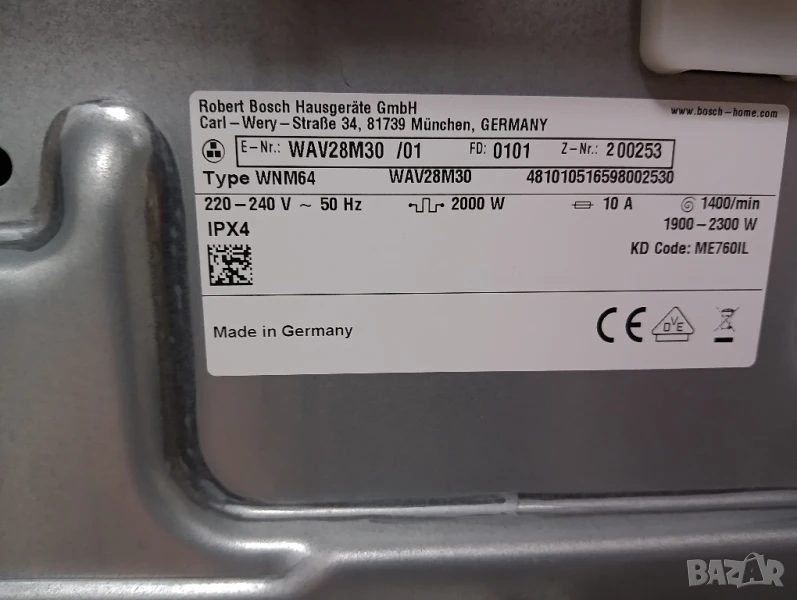 Robert Bosch Hausgeräte GmbH
www.bosch-home.com
Carl-Wery-Straße 34, 81739 München, GERMANY
E-Nr.: WAV28M30 /01 FD: 0101 Z-Nr.: 200253
Type WNM64 WAV28M30 481010516598002530
220-240 V ~ 50 Hz 2000 W 10 A 1400/min
IPX4 1900-2300 W
KD Code: ME760IL
Made in Germany CE DVE
BAZAR